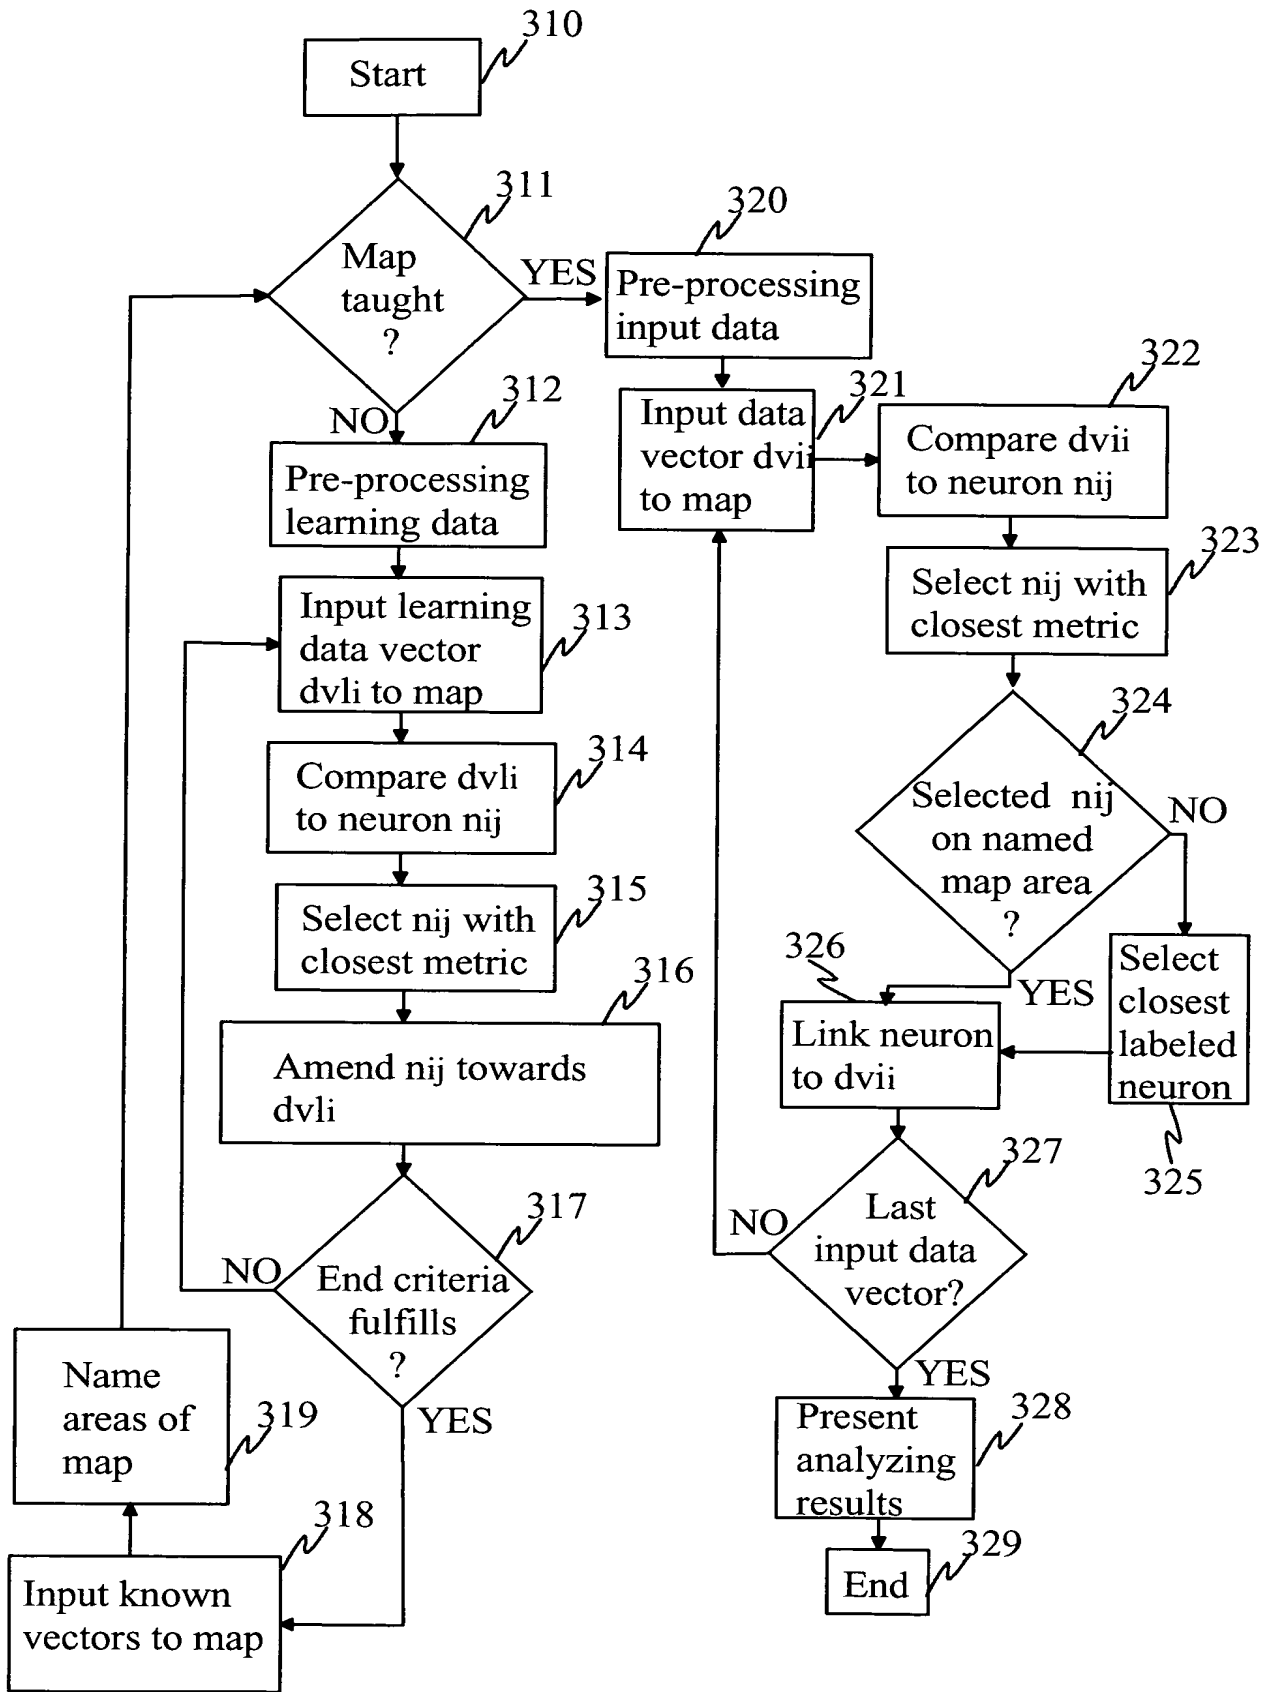 310
Start
311
Map
taught
?
YES
NO
312
Pre-processing
learning data
Input learning
data vector
dvli to map
313
Compare dvli
to neuron nij
314
Select nij with
closest metric
315
316
Amend nij towards
dvli
317
End criteria
fulfills
?
NO
YES
318
Input known
vectors to map
Name
areas of
map
319
320
Pre-processing
input data
321
Input data
vector dvii
to map
322
Compare dvii
to neuron nij
323
Select nij with
closest metric
324
Selected nij
on named
map area
?
NO
YES
Select
closest
labeled
neuron
325
326
Link neuron
to dvii
327
Last
input data
vector?
NO
YES
Present
analyzing
results
328
End
329